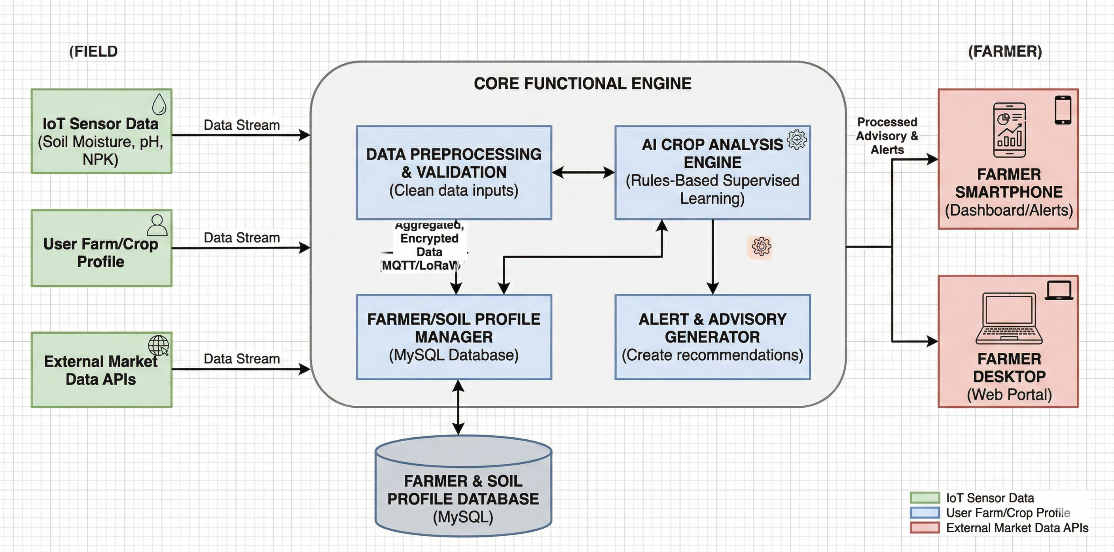 (FIELD
(FARMER)
CORE FUNCTIONAL ENGINE
IoT Sensor Data
(Soil Moisture, pH,
NPK)
Data Stream
User Farm/Crop
Profile
Data Stream
External Market
Data APIs
Data Stream
DATA PREPROCESSING
& VALIDATION
(Clean data inputs)
AI CROP ANALYSIS
ENGINE
(Rules-Based Supervised
Learning)
Aggregated,
Encrypted
Data
MQTT/LoRaW
FARMER/SOIL PROFILE
MANAGER
(MySQL Database)
ALERT & ADVISORY
GENERATOR
(Create recommendations)
FARMER & SOIL
PROFILE DATABASE
(MySQL)
Processed
Advisory &
Alerts
FARMER
SMARTPHONE
(Dashboard/Alerts)
FARMER
DESKTOP
(Web Portal)
IoT Sensor Data
User Farm/Crop Profile
External Market Data APIs